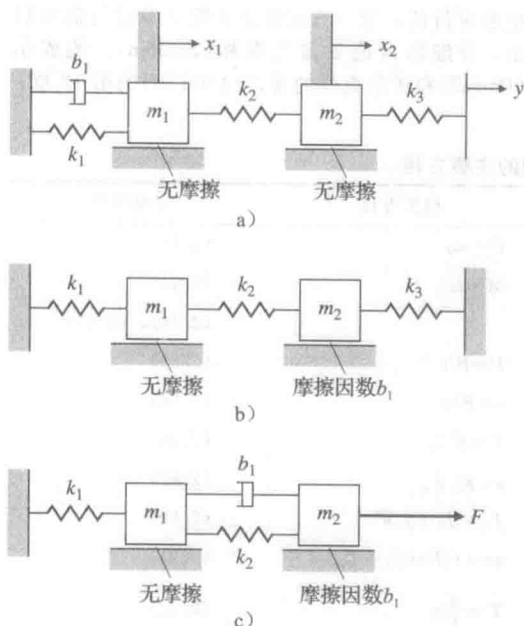 x₁ x₂
b₁ y
m₁ k₂ m₂ k₃
k₁
无摩擦 无摩擦
a）
k₁ k₂ k₃
m₁ m₂
无摩擦 摩擦因数b₁
b）
b₁
k₁ m₁ m₂ F
k₂
无摩擦 摩擦因数b₁
c）